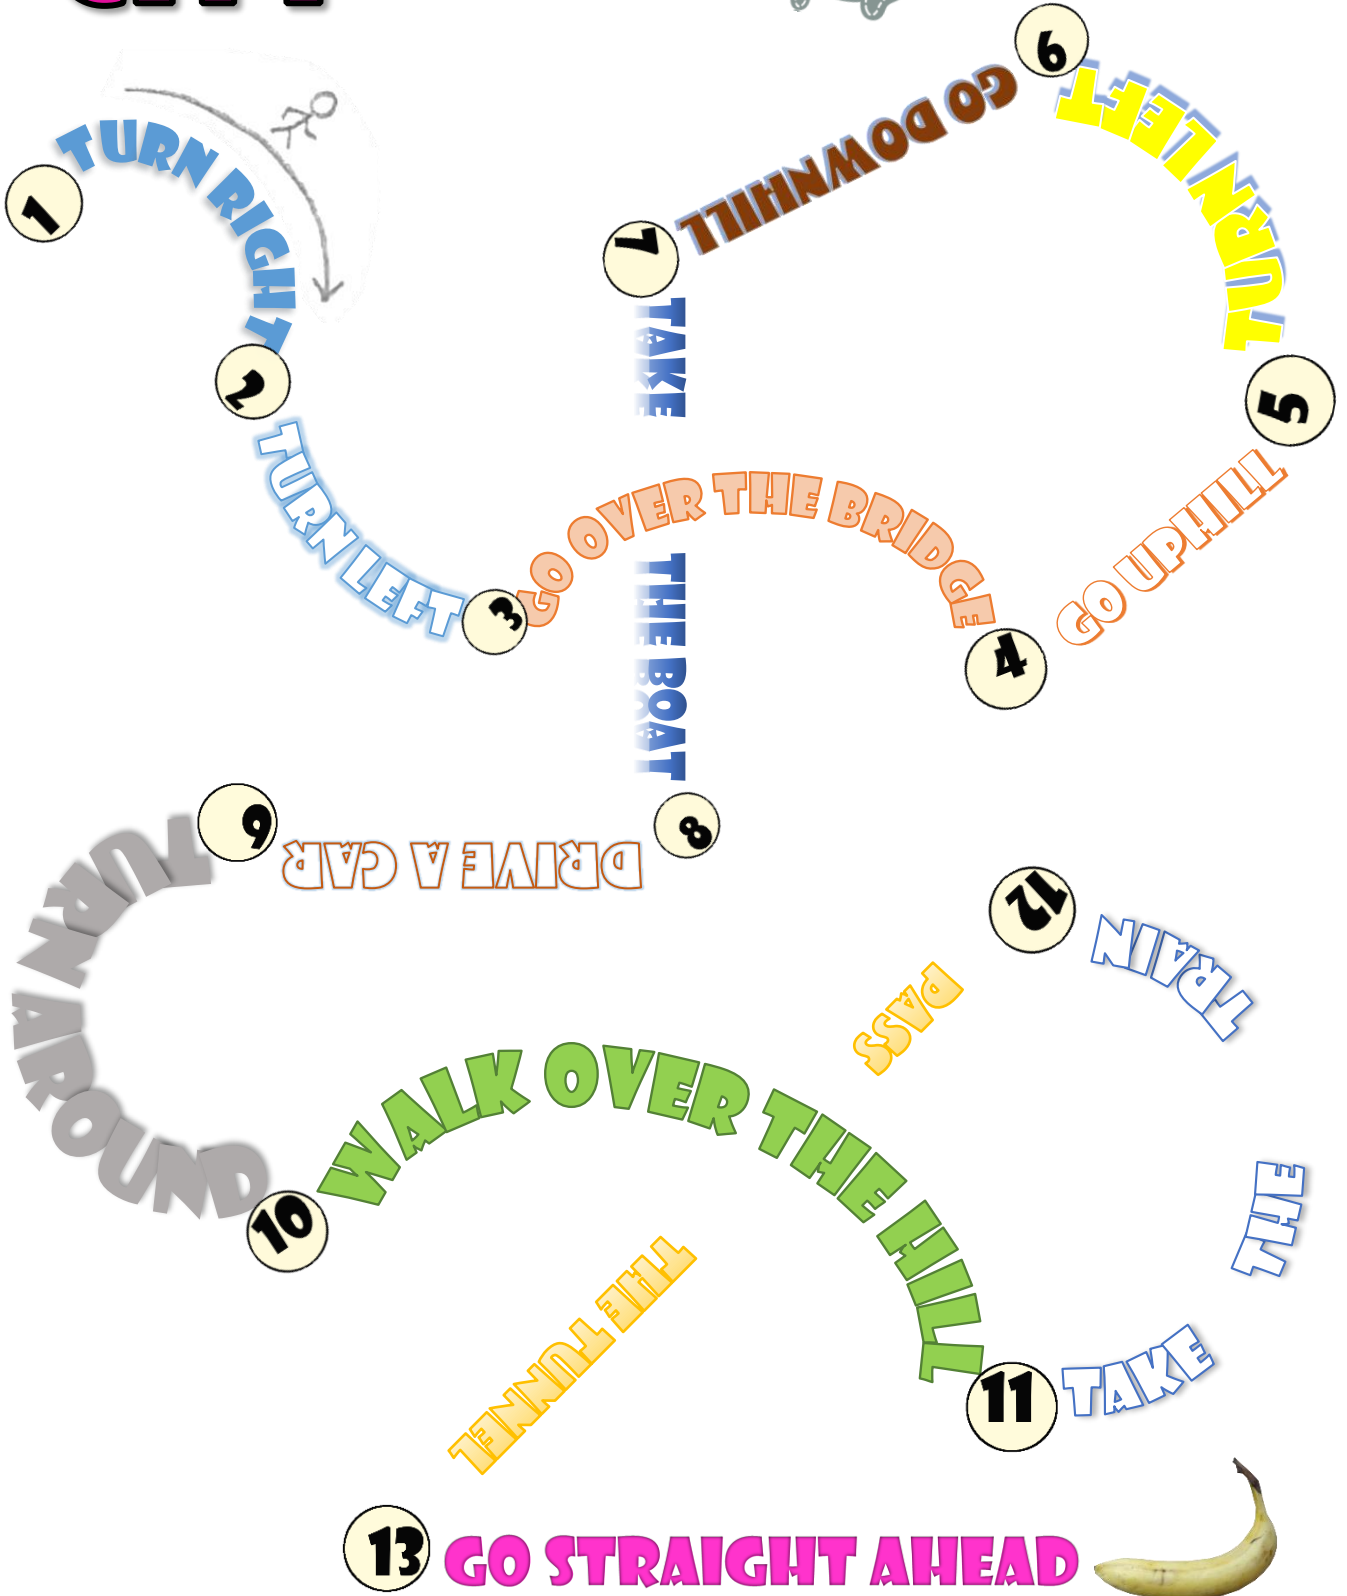 1 TURN RIGHT
2 TURN LEFT
3 GO OVER THE BRIDGE
4 GO UPHILL
5 TURN LEFT
6 GO DOWNHILL
7 TAKE THE BOAT
8 DRIVE A CAR
9 TURN AROUND
10 WALK OVER THE HILL
11 TAKE THE TRAIN
12 PASS THE TUNNEL
13 GO STRAIGHT AHEAD